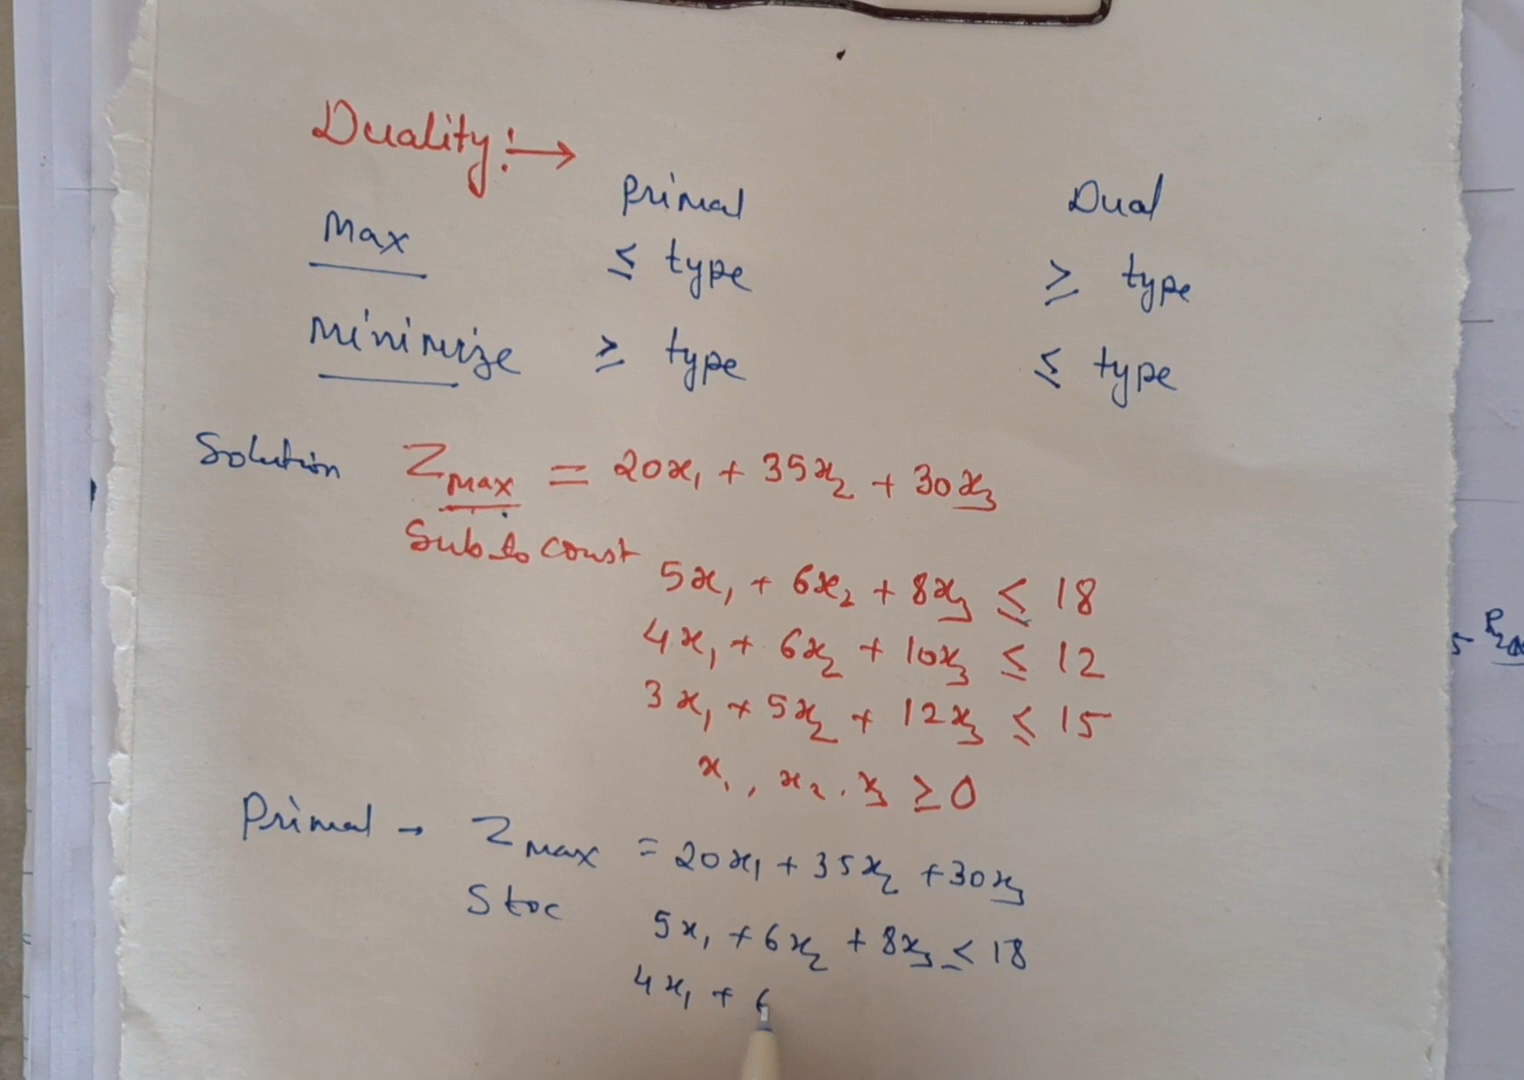 Duality:→
Primal Dual
Max ≤ type ≥ type
Minimize ≥ type ≤ type
Solution Zmax = 20x₁ + 35x₂ + 30x₃
Sub to const
5x₁ + 6x₂ + 8x₃ ≤ 18
4x₁ + 6x₂ + 10x₃ ≤ 12
3x₁ + 5x₂ + 12x₃ ≤ 15
x₁, x₂, x₃ ≥ 0
Primal → Zmax = 20x₁ + 35x₂ + 30x₃
Stoc
5x₁ + 6x₂ + 8x₃ ≤ 18
4x₁ + 6